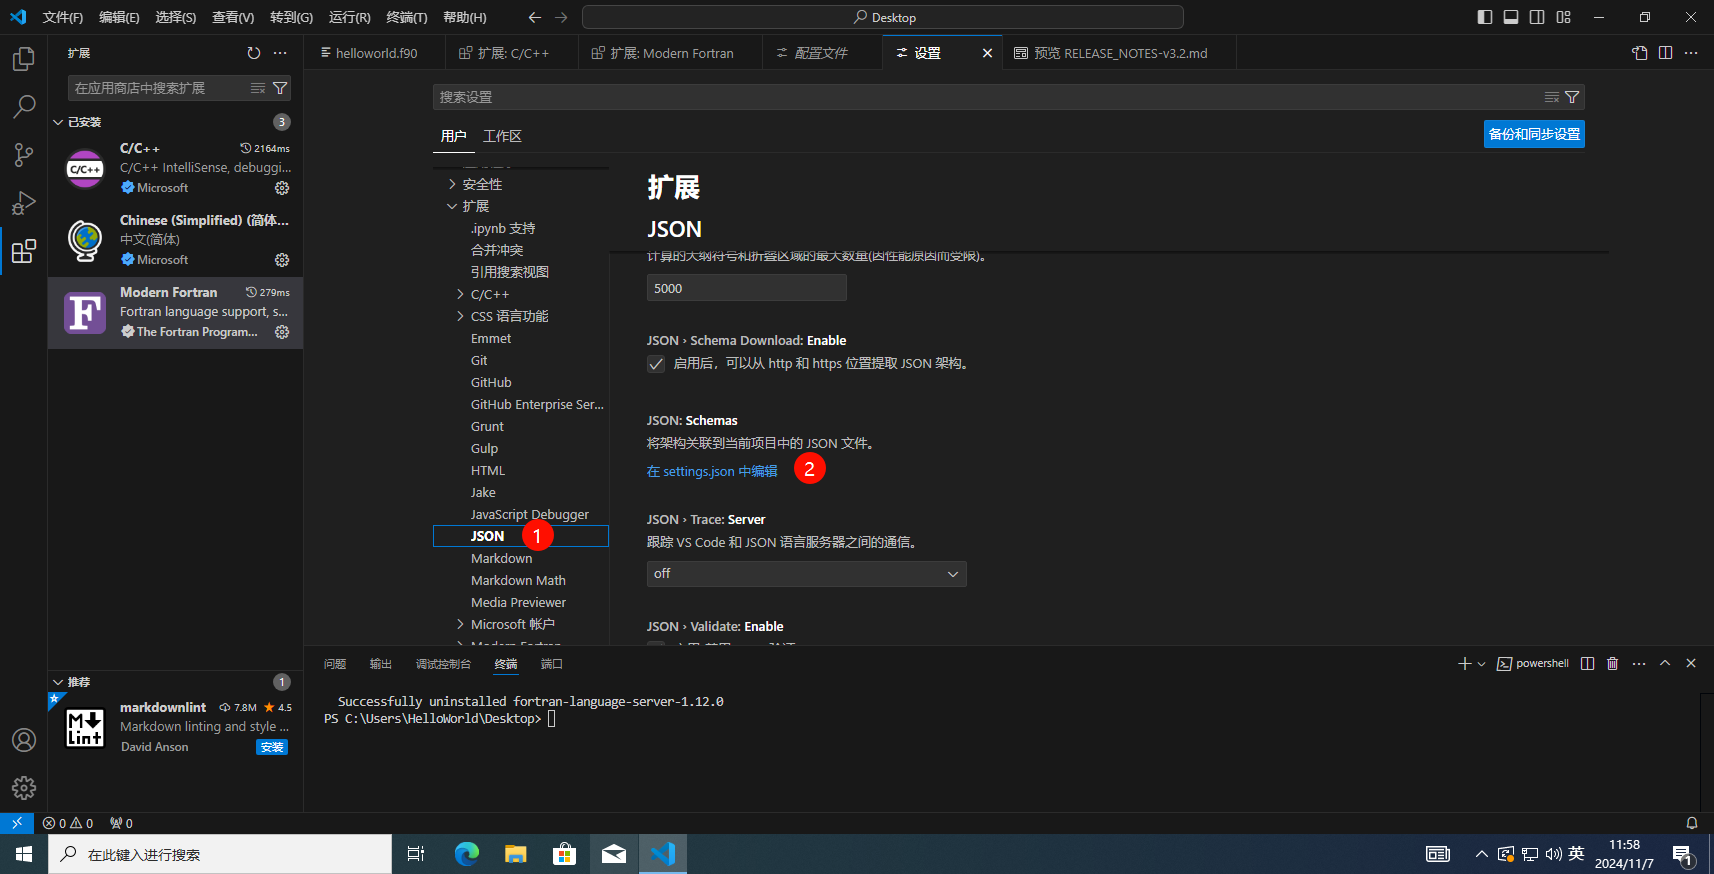 文件(F) 编辑(E) 选择(S) 查看(V) 转到(G) 运行(R) 终端(T) 帮助(H)
Desktop
扩展
helloworld.f90
扩展: C/C++
扩展: Modern Fortran
配置文件
设置
预览 RELEASE_NOTES-v3.2.md
在应用商店中搜索扩展
已安装
3
C/C++
2164ms
C/C++ IntelliSense, debuggi...
Microsoft
Chinese (Simplified) (简体...
中文(简体)
Microsoft
Modern Fortran
279ms
Fortran language support, s...
The Fortran Program...
搜索设置
用户 工作区
备份和同步设置
安全性
扩展
.ipynb 支持
合并冲突
引用搜索视图
C/C++
CSS 语言功能
Emmet
Git
GitHub
GitHub Enterprise Ser...
Grunt
Gulp
HTML
Jake
JavaScript Debugger
JSON
1
Markdown
Markdown Math
Media Previewer
Microsoft 帐户
Modern Fortran
扩展
JSON
计算的大纲符号和折叠区域的最大数量(因性能原因而受限)。
5000
JSON › Schema Download: Enable
启用后，可以从 http 和 https 位置提取 JSON 架构。
JSON: Schemas
将架构关联到当前项目中的 JSON 文件。
在 settings.json 中编辑
2
JSON › Trace: Server
跟踪 VS Code 和 JSON 语言服务器之间的通信。
off
JSON › Validate: Enable
推荐
1
markdownlint
7.8M
4.5
Markdown linting and style ...
David Anson
安装
M
Lint
问题 输出 调试控制台 终端 端口
powershell
Successfully uninstalled fortran-language-server-1.12.0
PS C:\Users\HelloWorld\Desktop>
0 0 0
在此键入进行搜索
英
11:58
2024/11/7
1